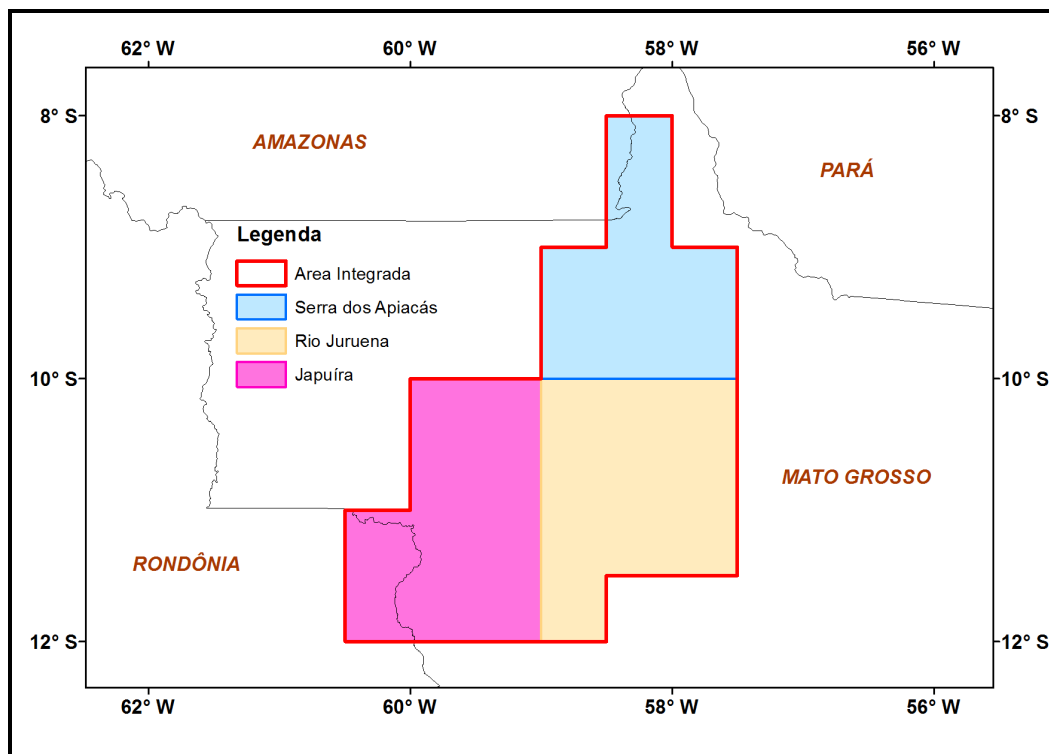 62° W 60° W 58° W 56° W
8° S 8° S
AMAZONAS
PARÁ
Legenda
Area Integrada
Serra dos Apiacás
Rio Juruena
Japuíra
10° S 10° S
MATO GROSSO
RONDÔNIA
12° S 12° S
62° W 60° W 58° W 56° W